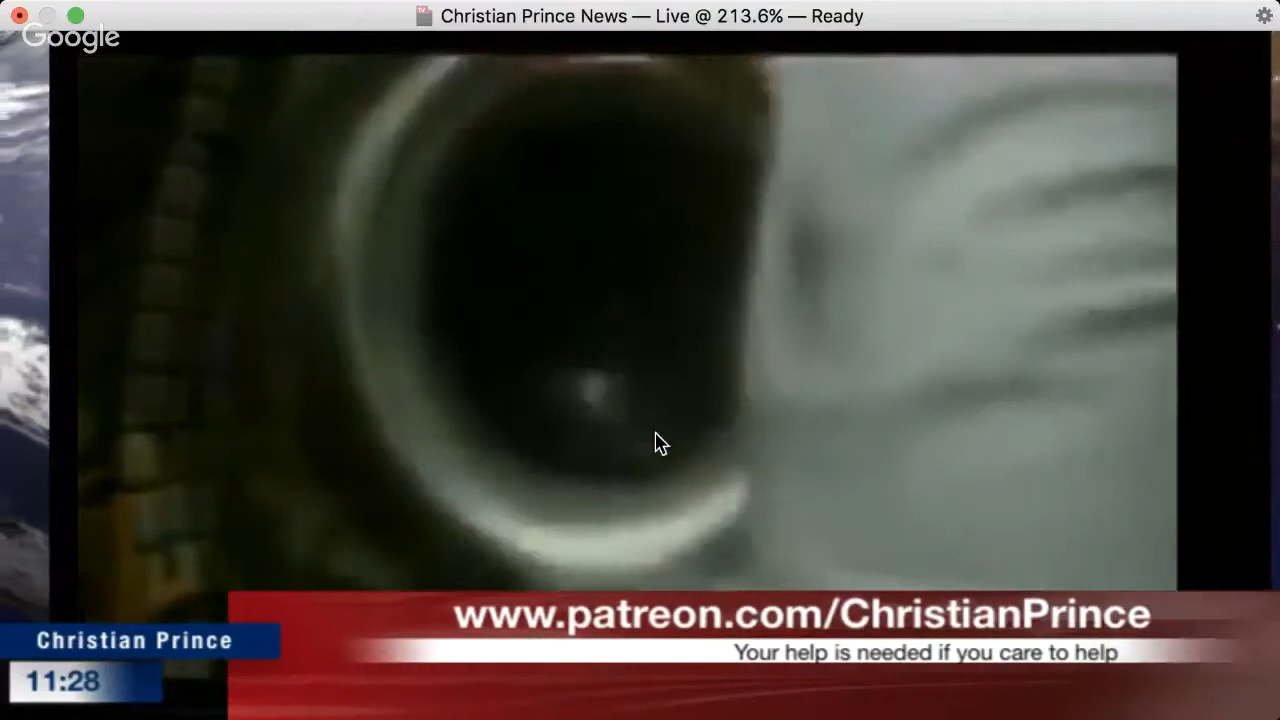 Christian Prince News — Live @ 213.6% — Ready
Google
www.patreon.com/ChristianPrince
Your help is needed if you care to help
Christian Prince
11:28